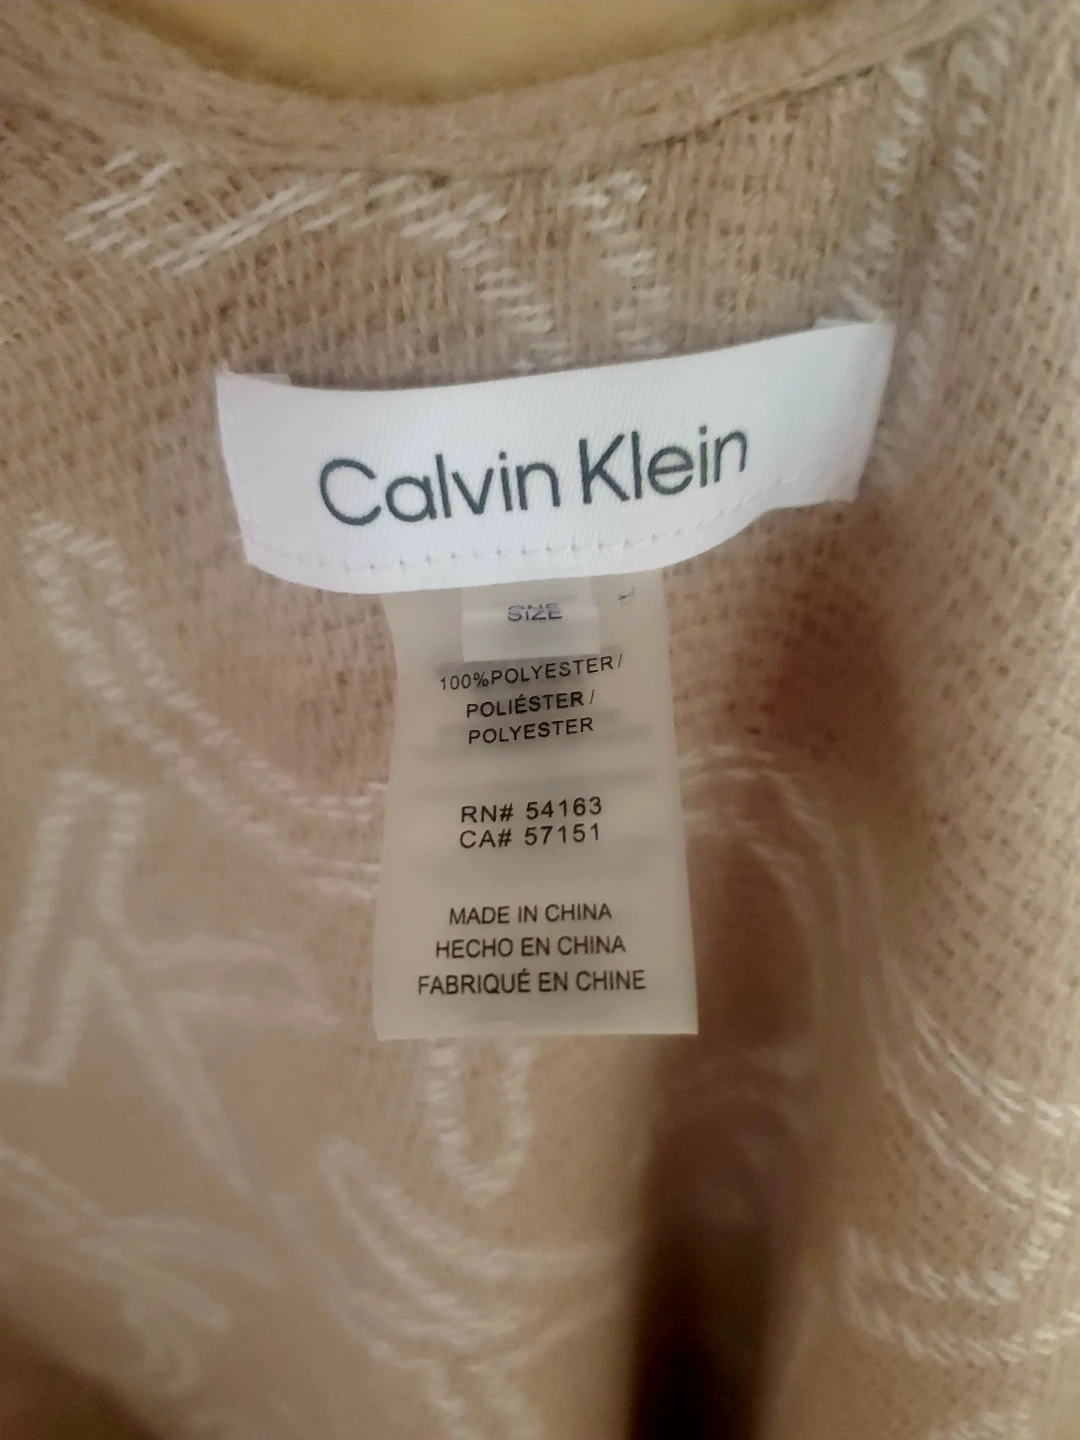 Calvin Klein
ONE
SIZE
100%POLYESTER/
POLIÉSTER /
POLYESTER
RN# 54163
CA# 57151
MADE IN CHINA
HECHO EN CHINA
FABRIQUÉ EN CHINE